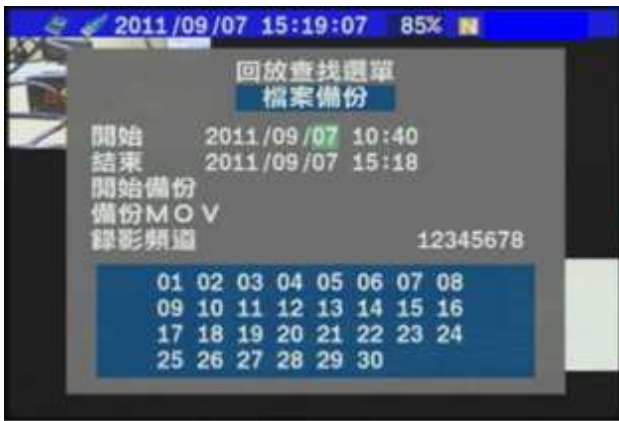 2011/09/07 15:19:07 85% N
回放查找選單
檔案備份
開始 2011/09/07 10:40
結束 2011/09/07 15:18
開始備份
備份MOV
錄影頻道 12345678
01 02 03 04 05 06 07 08
09 10 11 12 13 14 15 16
17 18 19 20 21 22 23 24
25 26 27 28 29 30